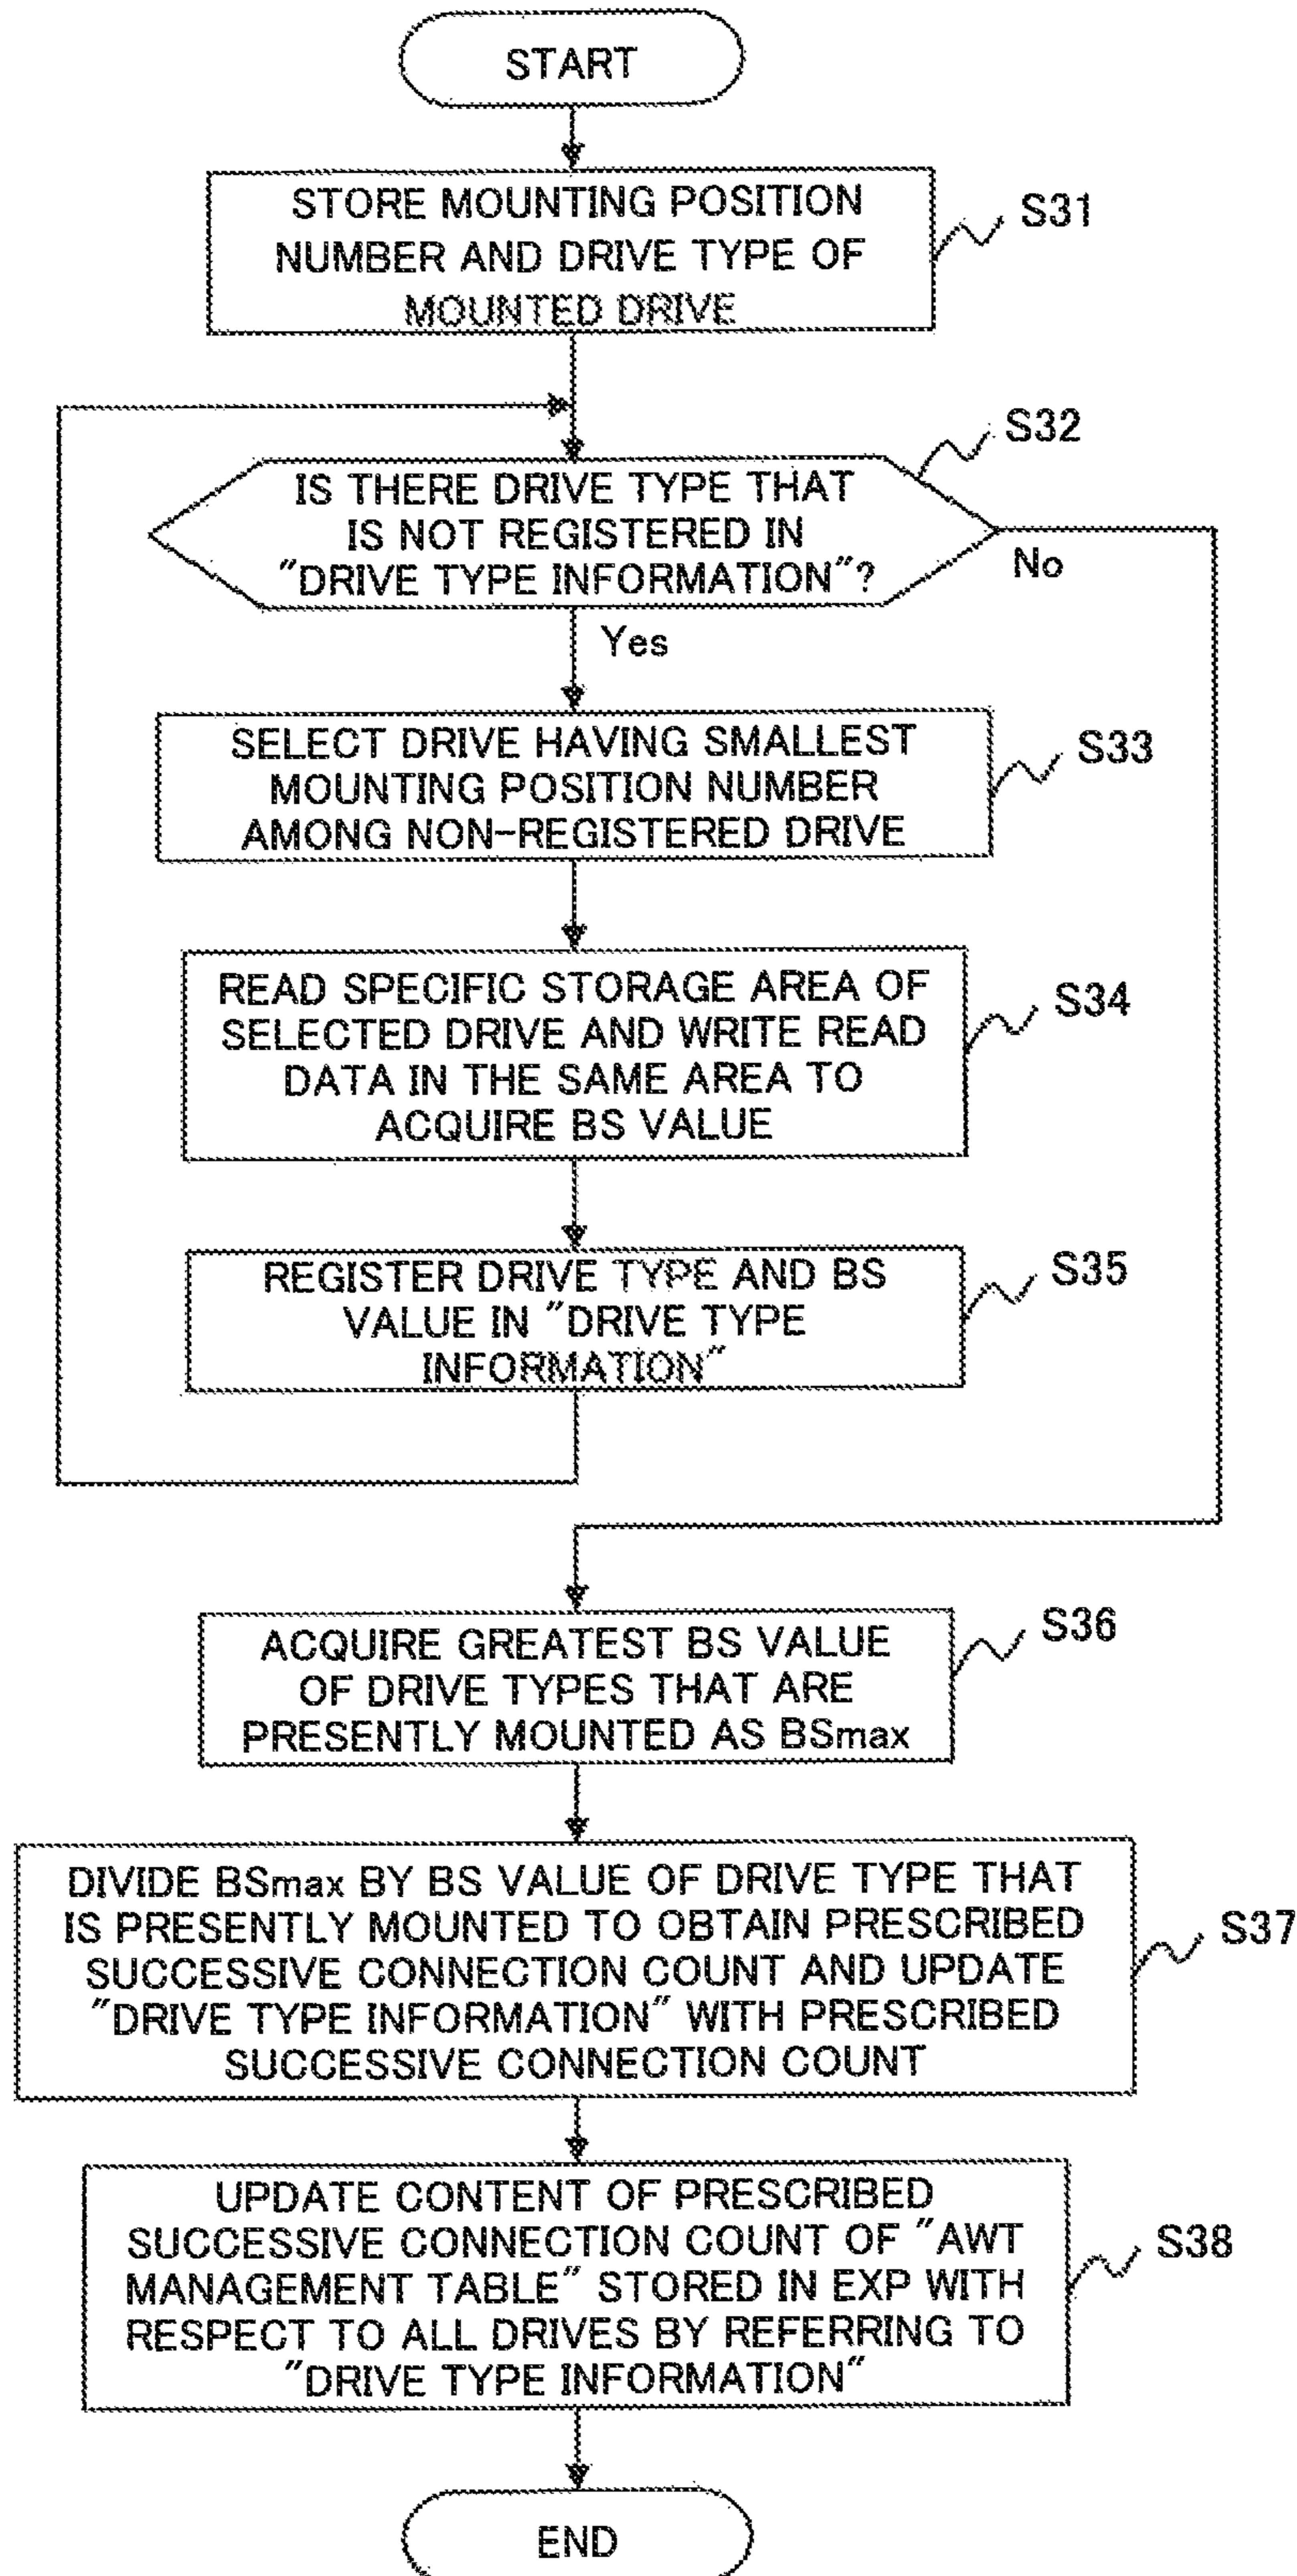 START
STORE MOUNTING POSITION
NUMBER AND DRIVE TYPE OF
MOUNTED DRIVE
S31
S32
IS THERE DRIVE TYPE THAT
IS NOT REGISTERED IN
"DRIVE TYPE INFORMATION"?
No
Yes
SELECT DRIVE HAVING SMALLEST
MOUNTING POSITION NUMBER
AMONG NON-REGISTERED DRIVE
S33
READ SPECIFIC STORAGE AREA OF
SELECTED DRIVE AND WRITE READ
DATA IN THE SAME AREA TO
ACQUIRE BS VALUE
S34
REGISTER DRIVE TYPE AND BS
VALUE IN "DRIVE TYPE
INFORMATION"
S35
ACQUIRE GREATEST BS VALUE
OF DRIVE TYPES THAT ARE
PRESENTLY MOUNTED AS BSmax
S36
DIVIDE BSmax BY BS VALUE OF DRIVE TYPE THAT
IS PRESENTLY MOUNTED TO OBTAIN PRESCRIBED
SUCCESSIVE CONNECTION COUNT AND UPDATE
"DRIVE TYPE INFORMATION" WITH PRESCRIBED
SUCCESSIVE CONNECTION COUNT
S37
UPDATE CONTENT OF PRESCRIBED
SUCCESSIVE CONNECTION COUNT OF "AWT
MANAGEMENT TABLE" STORED IN EXP WITH
RESPECT TO ALL DRIVES BY REFERRING TO
"DRIVE TYPE INFORMATION"
S38
END